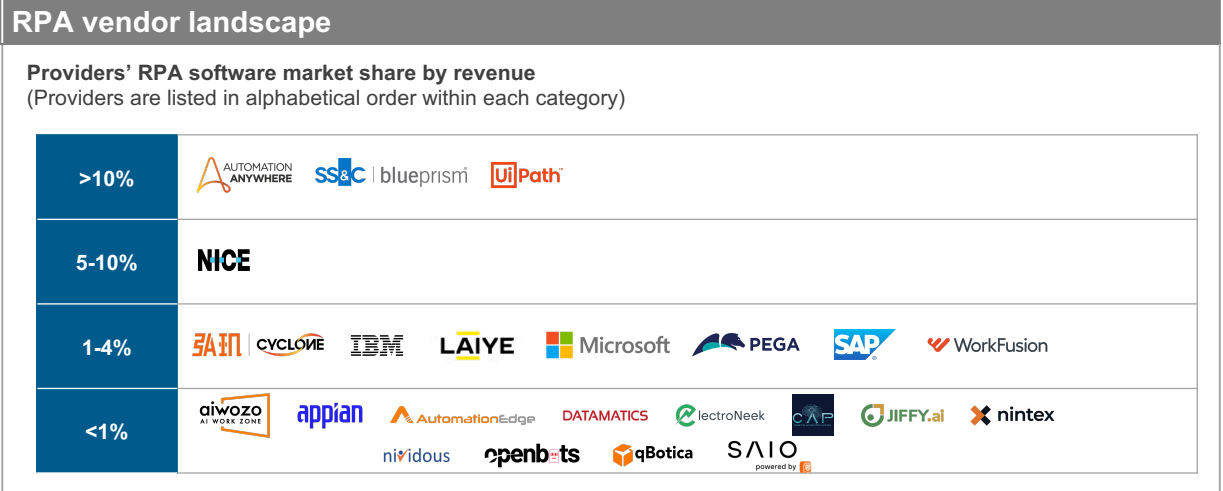 RPA vendor landscape
Providers’ RPA software market share by revenue
(Providers are listed in alphabetical order within each category)
>10%
AUTOMATION
ANYWHERE
SS&C | blueprism
UiPath™
5-10%
NICE
1-4%
CYCLONE
IBM
LAIYE
Microsoft
PEGA
SAP®
WorkFusion
<1%
aiwozo
AI WORK ZONE
appian
AutomationEdge
DATAMATICS
ElectroNeek
CAP
JIFFY.ai
nintex
nividous
openbots
qBotica
SAIO
powered by